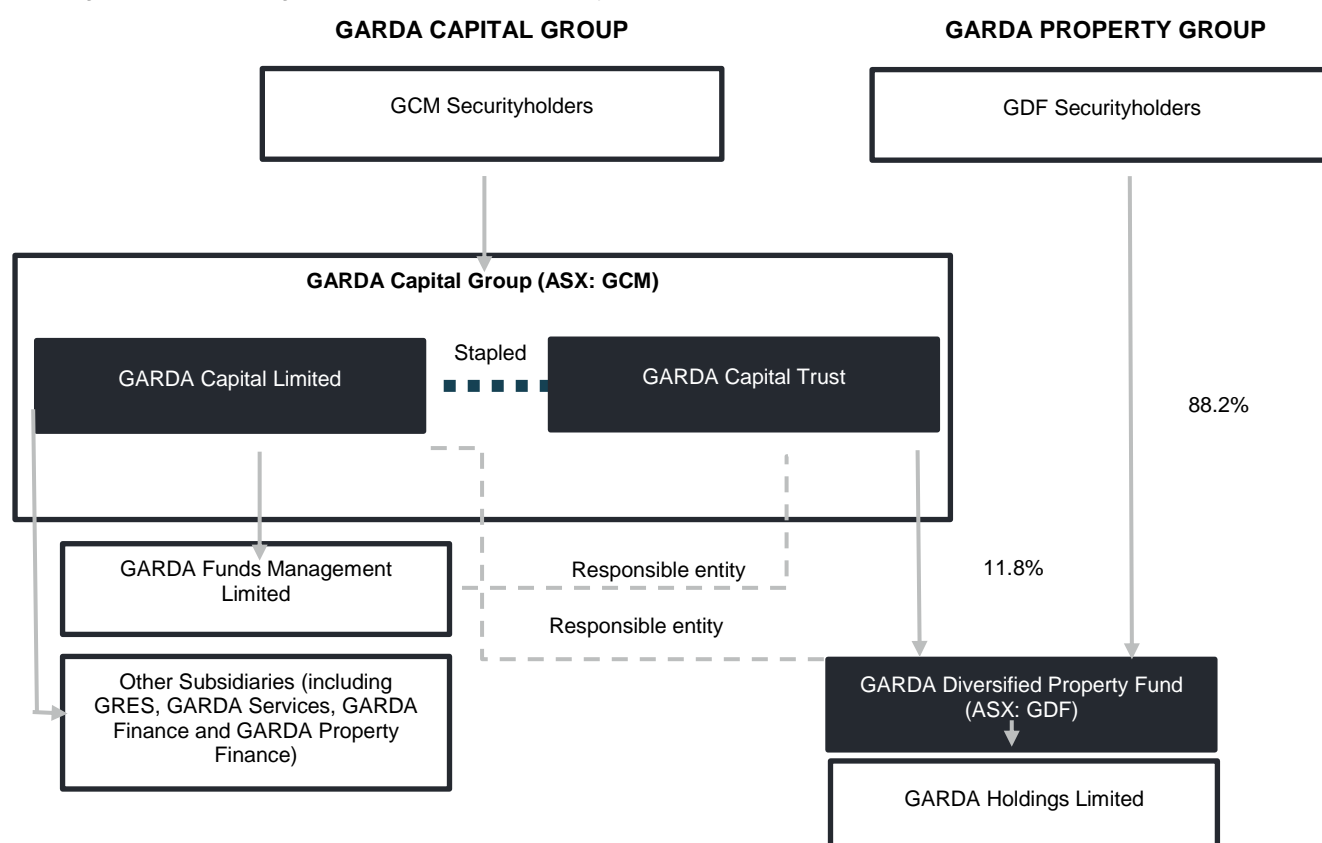 GARDA CAPITAL GROUP
GARDA PROPERTY GROUP
GCM Securityholders
GDF Securityholders
GARDA Capital Group (ASX: GCM)
GARDA Capital Limited
Stapled
GARDA Capital Trust
88.2%
GARDA Funds Management
Limited
Responsible entity
11.8%
Responsible entity
Other Subsidiaries (including
GRES, GARDA Services, GARDA
Finance and GARDA Property
Finance)
GARDA Diversified Property Fund
(ASX: GDF)
GARDA Holdings Limited